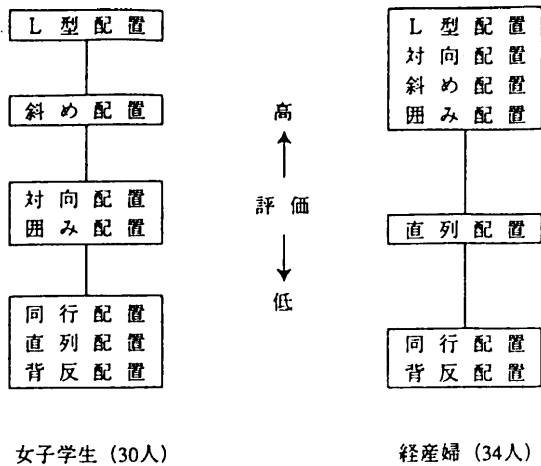 L型配置
斜め配置
対向配置
囲み配置
同行配置
直列配置
背反配置
女子学生 (30人)
高
評価
低
L型配置
対向配置
斜め配置
囲み配置
直列配置
同行配置
背反配置
経産婦 (34人)